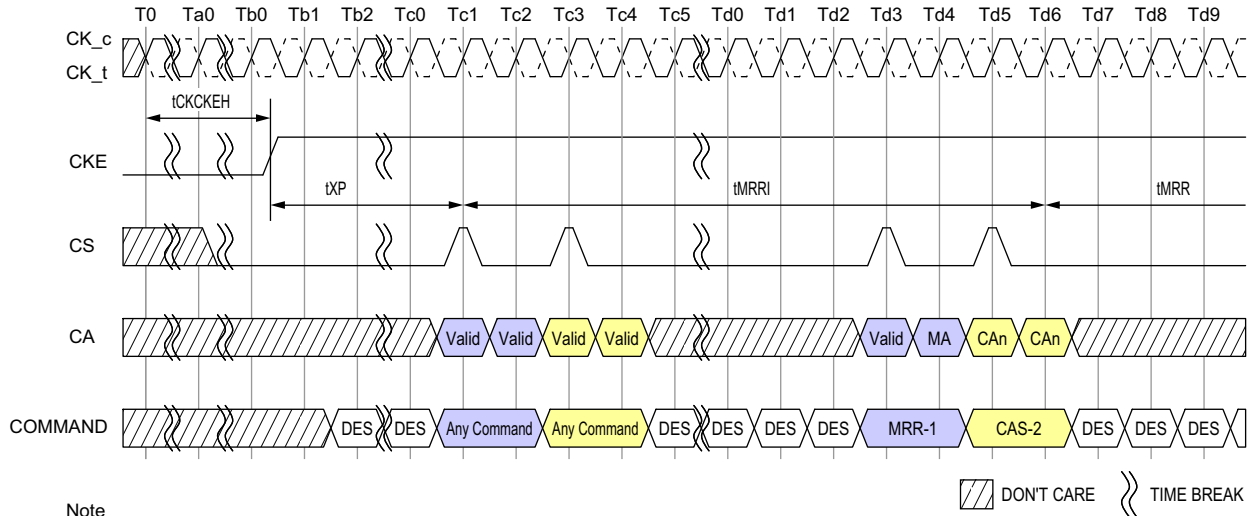 T0 Ta0 Tb0 Tb1 Tb2 Tc0 Tc1 Tc2 Tc3 Tc4 Tc5 Td0 Td1 Td2 Td3 Td4 Td5 Td6 Td7 Td8 Td9
CK_c
CK_t
tCKCKEH
CKE
tXP tMRRI tMRR
CS
CA Valid Valid Valid Valid Valid MA CAn CAn
COMMAND DES DES Any Command Any Command DES DES DES DES MRR-1 CAS-2 DES DES DES
DON'T CARE TIME BREAK
Note